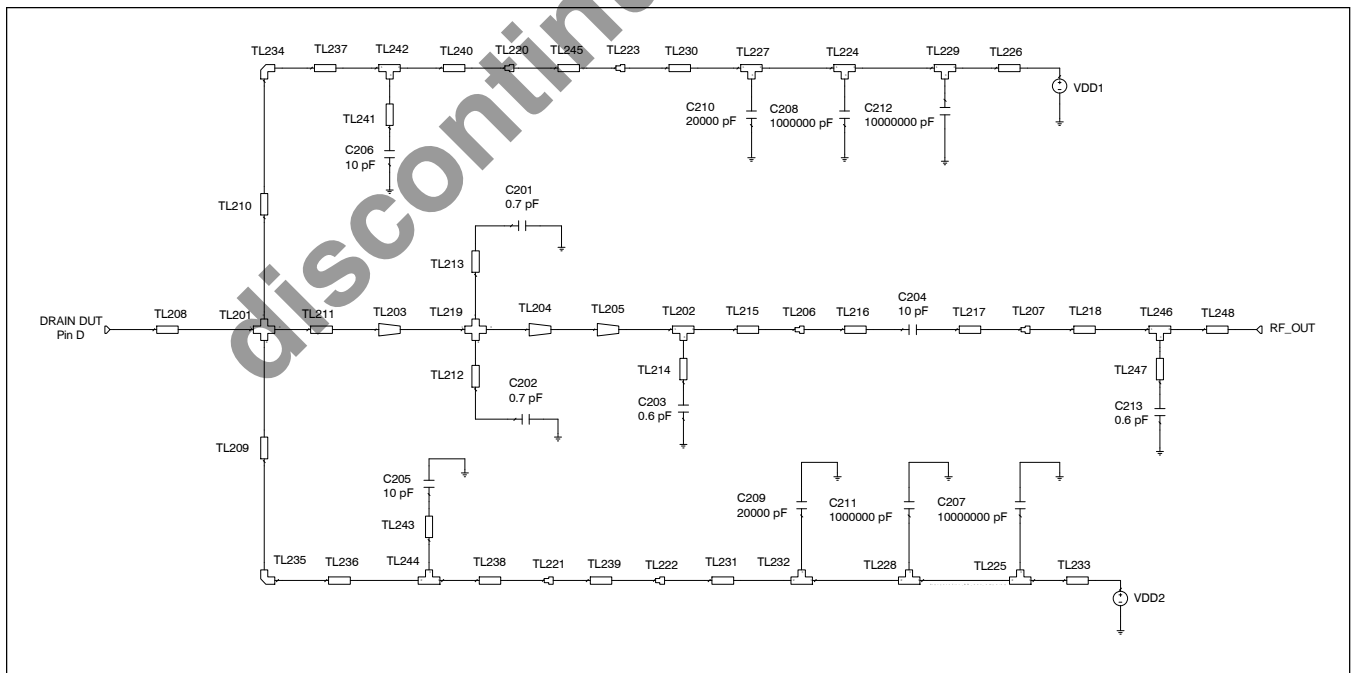 TL234 TL237 TL242 TL240 TL220 TL245 TL223 TL230 TL227 TL224 TL229 TL226
VDD1
C210
20000 pF
C208
1000000 pF
C212
10000000 pF
TL241
C206
10 pF
TL210
C201
0.7 pF
TL213
DRAIN DUT
Pin D
TL208 TL201 TL211 TL203 TL219 TL204 TL205 TL202 TL215 TL206 TL216
C204
10 pF
TL217 TL207 TL218 TL246 TL248
RF_OUT
TL212
C202
0.7 pF
TL214
C203
0.6 pF
TL247
C213
0.6 pF
TL209
C205
10 pF
TL243
C209
20000 pF
C211
1000000 pF
C207
10000000 pF
TL235 TL236 TL244 TL238 TL221 TL239 TL222 TL231 TL232 TL228 TL225 TL233
VDD2
discontin